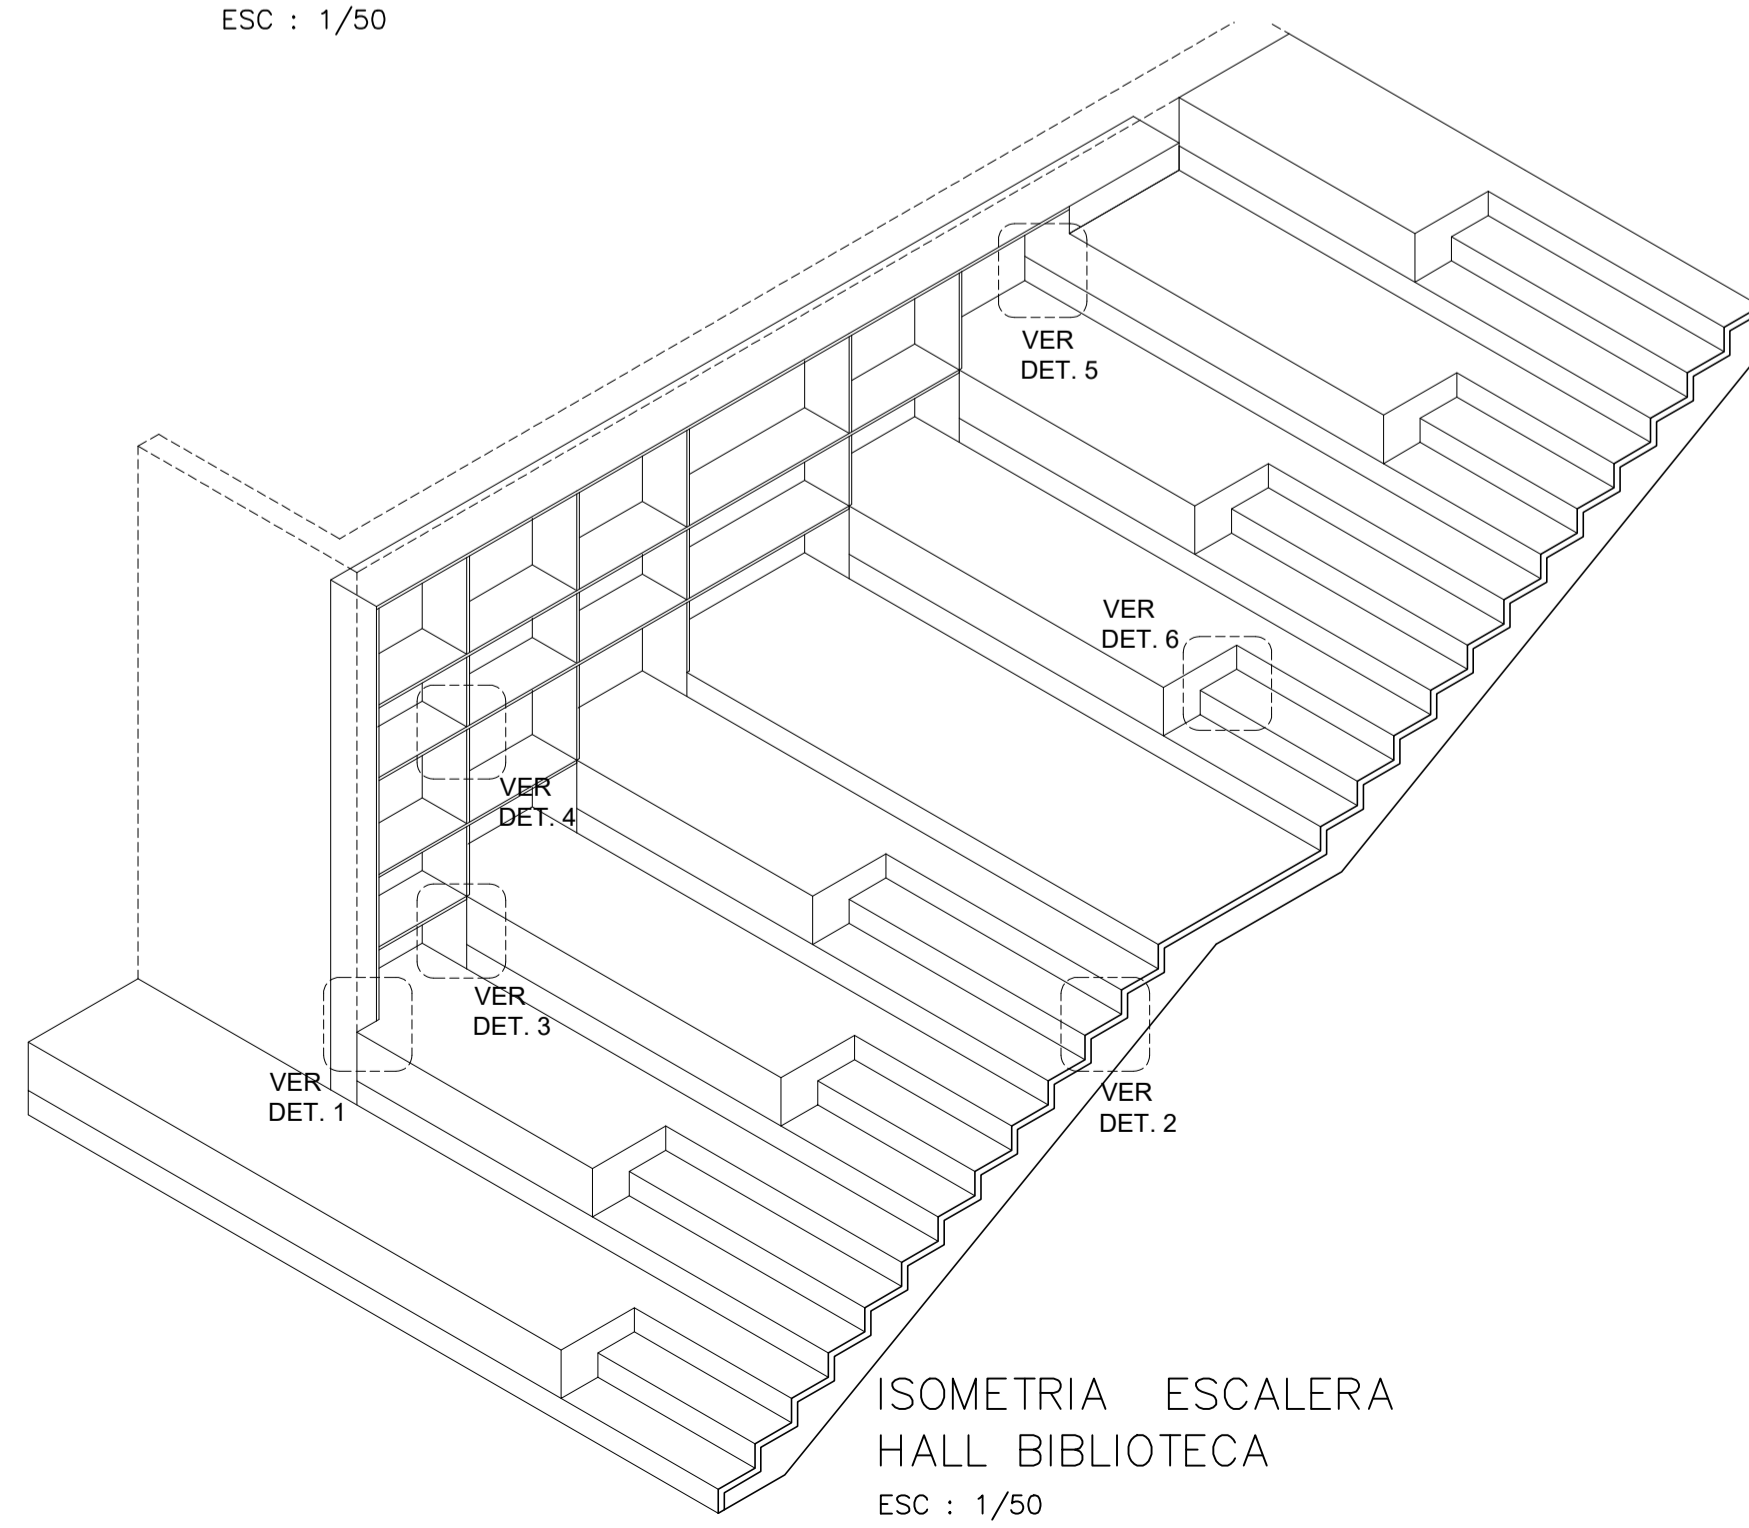 ESC : 1/50
VER
DET. 5
VER
DET. 6
VER
DET. 4
VER
DET. 3
VER
DET. 1
VER
DET. 2
ISOMETRIA ESCALERA
HALL BIBLIOTECA
ESC : 1/50